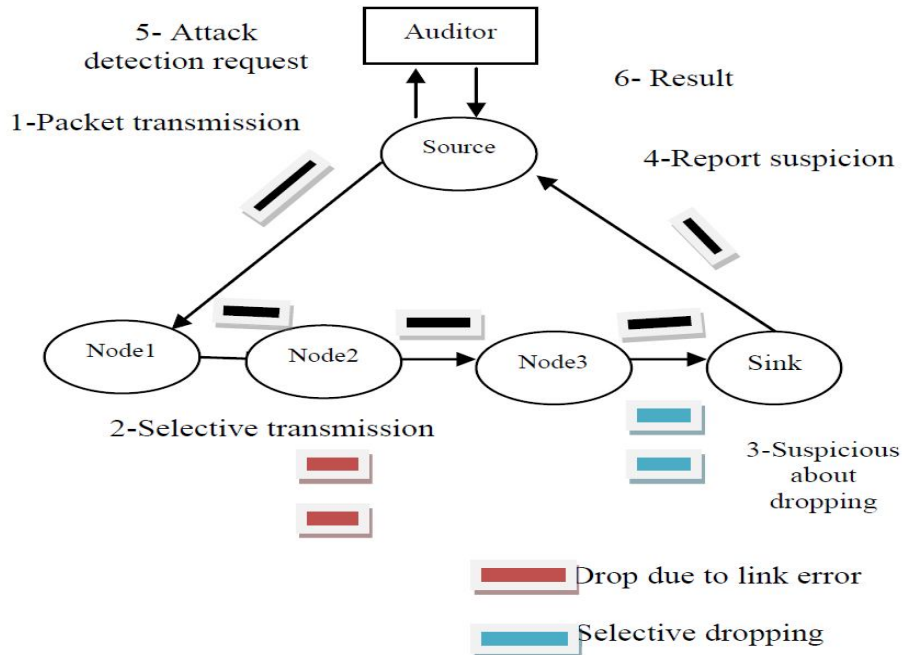 5- Attack
detection request
Auditor
6- Result
1-Packet transmission
Source
4-Report suspicion
Node1
Node2
Node3
Sink
2-Selective transmission
3-Suspicious
about
dropping
Drop due to link error
Selective dropping